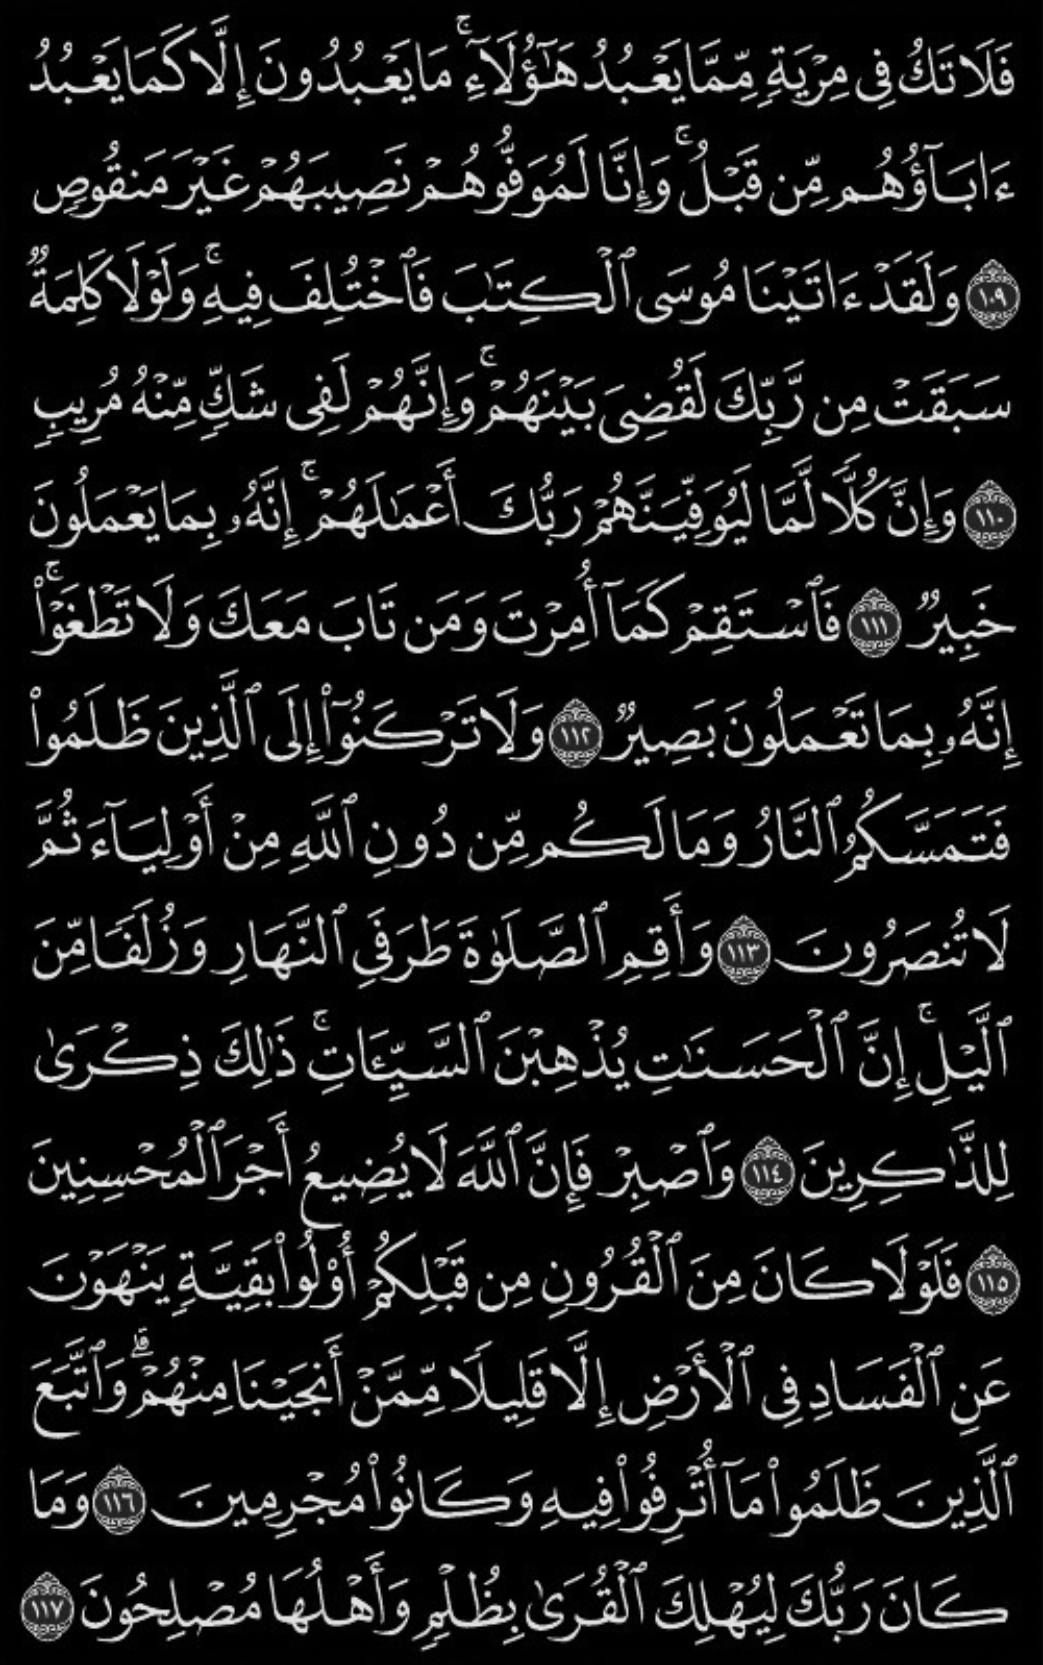 فَلَا تَكُ فِى مِرْيَةٍ مِّمَّا يَعْبُدُ هَٰٓؤُلَآءِ ۚ مَا يَعْبُدُونَ إِلَّا كَمَا يَعْبُدُ
ءَابَآؤُهُم مِّن قَبْلُ ۚ وَإِنَّا لَمُوَفُّوهُمْ نَصِيبَهُمْ غَيْرَ مَنقُوصٍ
١٠٩ وَلَقَدْ ءَاتَيْنَا مُوسَى ٱلْكِتَٰبَ فَٱخْتُلِفَ فِيهِ ۚ وَلَوْلَا كَلِمَةٌ
سَبَقَتْ مِن رَّبِّكَ لَقُضِىَ بَيْنَهُمْ ۚ وَإِنَّهُمْ لَفِى شَكٍّ مِّنْهُ مُرِيبٍ
١١٠ وَإِنَّ كُلًّا لَّمَّا لَيُوَفِّيَنَّهُمْ رَبُّكَ أَعْمَٰلَهُمْ ۚ إِنَّهُۥ بِمَا يَعْمَلُونَ
خَبِيرٌ ١١١ فَٱسْتَقِمْ كَمَآ أُمِرْتَ وَمَن تَابَ مَعَكَ وَلَا تَطْغَوْا۟ ۚ
إِنَّهُۥ بِمَا تَعْمَلُونَ بَصِيرٌ ١١٢ وَلَا تَرْكَنُوٓا۟ إِلَى ٱلَّذِينَ ظَلَمُوا۟
فَتَمَسَّكُمُ ٱلنَّارُ وَمَا لَكُم مِّن دُونِ ٱللَّهِ مِنْ أَوْلِيَآءَ ثُمَّ
لَا تُنصَرُونَ ١١٣ وَأَقِمِ ٱلصَّلَوٰةَ طَرَفَىِ ٱلنَّهَارِ وَزُلَفًا مِّنَ
ٱلَّيْلِ ۚ إِنَّ ٱلْحَسَنَٰتِ يُذْهِبْنَ ٱلسَّيِّـَٔاتِ ۚ ذَٰلِكَ ذِكْرَىٰ
لِلذَّٰكِرِينَ ١١٤ وَٱصْبِرْ فَإِنَّ ٱللَّهَ لَا يُضِيعُ أَجْرَ ٱلْمُحْسِنِينَ
١١٥ فَلَوْلَا كَانَ مِنَ ٱلْقُرُونِ مِن قَبْلِكُمْ أُو۟لُوا۟ بَقِيَّةٍ يَنْهَوْنَ
عَنِ ٱلْفَسَادِ فِى ٱلْأَرْضِ إِلَّا قَلِيلًا مِّمَّنْ أَنجَيْنَا مِنْهُمْ ۗ وَٱتَّبَعَ
ٱلَّذِينَ ظَلَمُوا۟ مَآ أُتْرِفُوا۟ فِيهِ وَكَانُوا۟ مُجْرِمِينَ ١١٦ وَمَا
كَانَ رَبُّكَ لِيُهْلِكَ ٱلْقُرَىٰ بِظُلْمٍ وَأَهْلُهَا مُصْلِحُونَ ١١٧